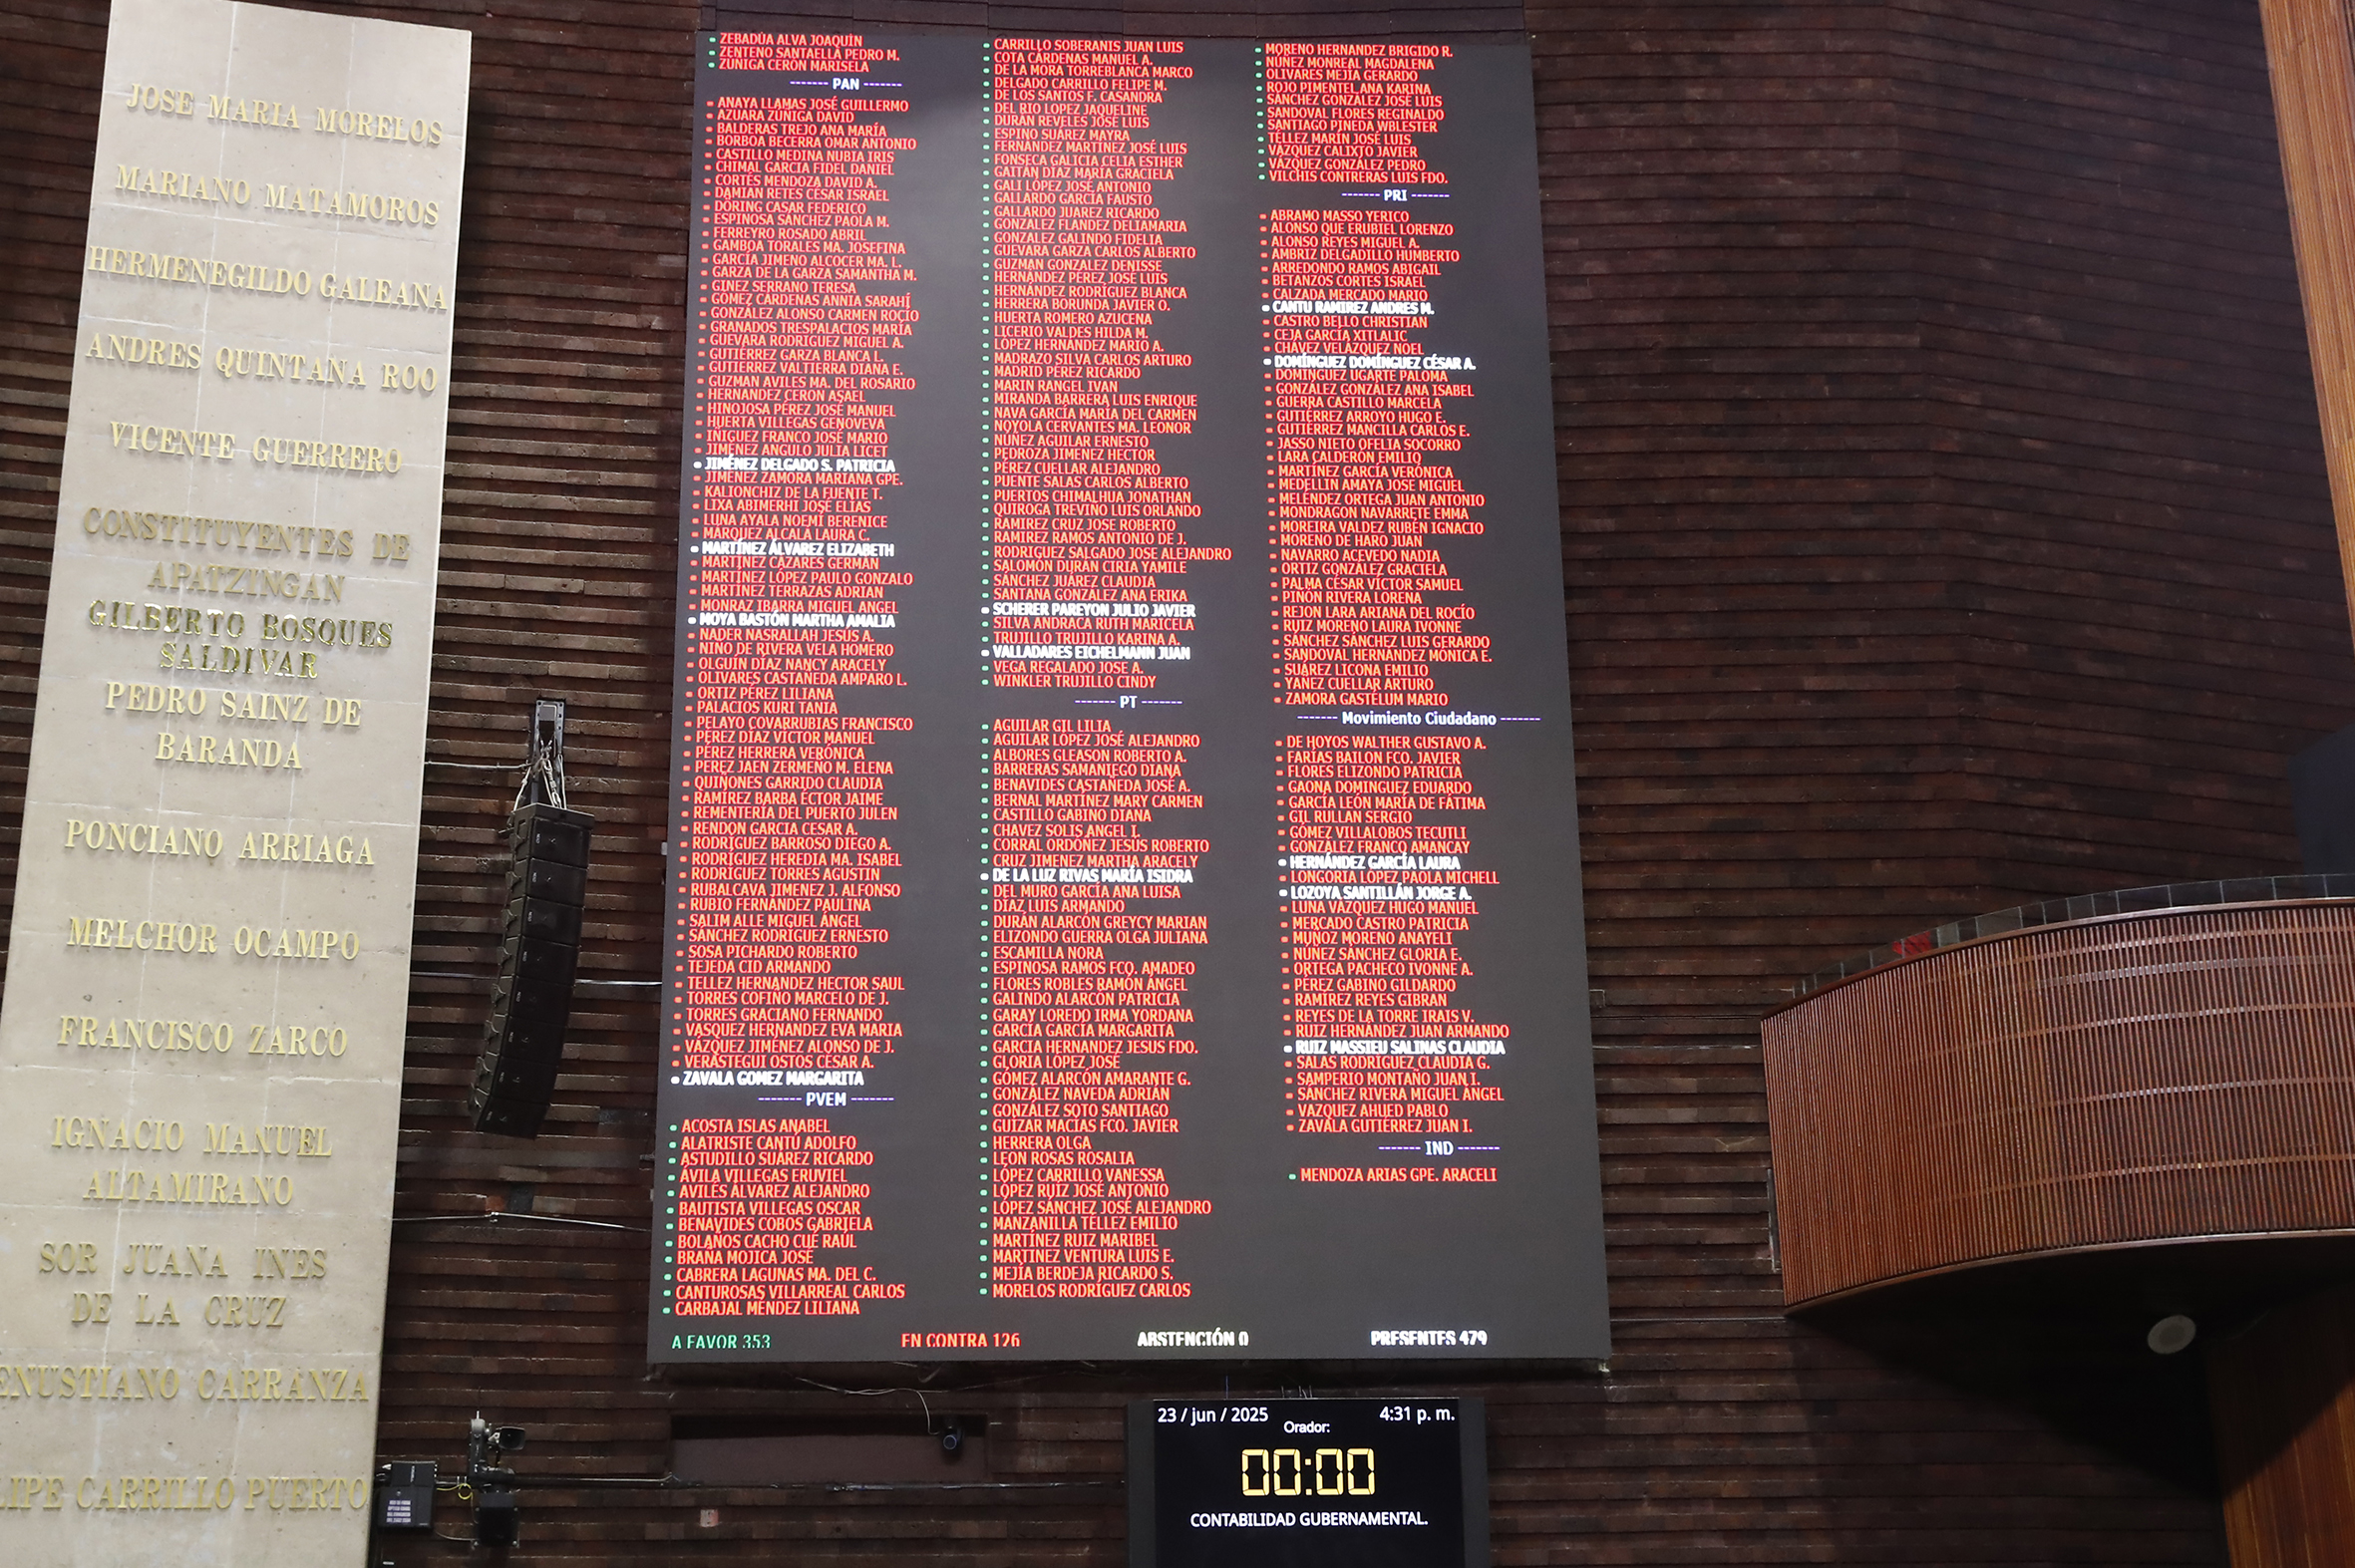 JOSE MARIA MORELOS
MARIANO MATAMOROS
HERMENEGILDO GALEANA
ANDRES QUINTANA ROO
VICENTE GUERRERO
CONSTITUYENTES DE
APATZINGAN
GILBERTO BOSQUES
SALDIVAR
PEDRO SAINZ DE
BARANDA
PONCIANO ARRIAGA
MELCHOR OCAMPO
FRANCISCO ZARCO
IGNACIO MANUEL
ALTAMIRANO
SOR JUANA INES
DE LA CRUZ
ENUSTIANO CARRANZA
LIPE CARRILLO PUERTO
ZEBADÚA ALVA JOAQUÍN
ZENTENO SANTAELLA PEDRO M.
ZÚÑIGA CERÓN MARISELA
------- PAN -------
ANAYA LLAMAS JOSÉ GUILLERMO
AZUARA ZÚÑIGA DAVID
BALDERAS TREJO ANA MARÍA
BORBOA BECERRA OMAR ANTONIO
CASTILLO MEDINA NUBIA IRIS
CHIMAL GARCÍA FIDEL DANIEL
CORTÉS MENDOZA DAVID A.
DAMIAN RETES CESAR ISRAEL
DÖRING CASAR FEDERICO
ESPINOSA SÁNCHEZ PAOLA M.
FERREYRO ROSADO ABRIL
GAMBOA TORALES MA. JOSEFINA
GARCÍA JIMENO ALCOCER MA. L.
GARZA DE LA GARZA SAMANTHA M.
GINEZ SERRANO TERESA
GÓMEZ CÁRDENAS ANNIA SARAHÍ
GONZÁLEZ ALONSO CARMEN ROCÍO
GRANADOS TRESPALACIOS MARÍA
GUEVARA RODRÍGUEZ MIGUEL A.
GUTIÉRREZ GARZA BLANCA L.
GUTIÉRREZ VALTIERRA DIANA E.
GUZMAN AVILES MA. DEL ROSARIO
HERNANDEZ CERON ASAEL
HINOJOSA PÉREZ JOSÉ MANUEL
HUERTA VILLEGAS GENOVEVA
ÍÑIGUEZ FRANCO JOSÉ MARIO
JIMÉNEZ ANGULO JULIA LICET
JIMÉNEZ DELGADO S. PATRICIA
JIMÉNEZ ZAMORA MARIANA GPE.
KALIONCHIZ DE LA FUENTE T.
LIXA ABIMERHI JOSÉ ELÍAS
LUNA AYALA NOEMÍ BERENICE
MÁRQUEZ ALCALÁ LAURA C.
MARTÍNEZ ÁLVAREZ ELIZABETH
MARTÍNEZ CÁZARES GERMÁN
MARTÍNEZ LÓPEZ PAULO GONZALO
MARTÍNEZ TERRAZAS ADRIAN
MONRAZ IBARRA MIGUEL ANGEL
MOYA BASTÓN MARTHA AMALIA
NADER NASRALLAH JESÚS A.
NIÑO DE RIVERA VELA HOMERO
OLGUÍN DÍAZ NANCY ARACELY
OLIVARES CASTAÑEDA AMPARO L.
ORTIZ PÉREZ LILIANA
PALACIOS KURI TANIA
PELAYO COVARRUBIAS FRANCISCO
PÉREZ DÍAZ VÍCTOR MANUEL
PÉREZ HERRERA VERÓNICA
PÉREZ JAEN ZERMEÑO M. ELENA
QUIÑONES GARRIDO CLAUDIA
RAMÍREZ BARBA ÉCTOR JAIME
REMENTERÍA DEL PUERTO JULEN
RENDÓN GARCÍA CESAR A.
RODRÍGUEZ BARROSO DIEGO A.
RODRÍGUEZ HEREDIA MA. ISABEL
RODRÍGUEZ TORRES AGUSTÍN
RUBALCAVA JIMÉNEZ J. ALFONSO
RUBIO FERNÁNDEZ PAULINA
SALIM ALLE MIGUEL ÁNGEL
SÁNCHEZ RODRÍGUEZ ERNESTO
SOSA PICHARDO ROBERTO
TEJEDA CID ARMANDO
TÉLLEZ HERNÁNDEZ HÉCTOR SAÚL
TORRES COFIÑO MARCELO DE J.
TORRES GRACIANO FERNANDO
VÁSQUEZ HERNÁNDEZ EVA MARÍA
VÁZQUEZ JIMÉNEZ ALONSO DE J.
VERÁSTEGUI OSTOS CÉSAR A.
ZAVALA GÓMEZ MARGARITA
------- PVEM -------
ACOSTA ISLAS ANABEL
ALATRISTE CANTÚ ADOLFO
ASTUDILLO SUÁREZ RICARDO
ÁVILA VILLEGAS ERUVIEL
AVILÉS ÁLVAREZ ALEJANDRO
BAUTISTA VILLEGAS OSCAR
BENAVIDES COBOS GABRIELA
BOLAÑOS CACHO CUÉ RAÚL
BRAÑA MOJICA JOSÉ
CABRERA LAGUNAS MA. DEL C.
CANTUROSAS VILLARREAL CARLOS
CARBAJAL MÉNDEZ LILIANA
CARRILLO SOBERANIS JUAN LUIS
COTA CÁRDENAS MANUEL A.
DE LA MORA TORREBLANCA MARCO
DELGADO CARRILLO FELIPE M.
DE LOS SANTOS F. CASANDRA
DEL RÍO LÓPEZ JAQUELINE
DURÁN REVELES JOSÉ LUIS
ESPINO SUÁREZ MAYRA
FERNÁNDEZ MARTÍNEZ JOSÉ LUIS
FONSECA GALICIA CELIA ESTHER
GAITÁN DÍAZ MARÍA GRACIELA
GALI LÓPEZ JOSÉ ANTONIO
GALLARDO GARCÍA FAUSTO
GALLARDO JUÁREZ RICARDO
GONZÁLEZ FLÁNDEZ DELIAMARIA
GONZÁLEZ GALINDO FIDELIA
GUEVARA GARZA CARLOS ALBERTO
GUZMÁN GONZÁLEZ DENISSE
HERNÁNDEZ PÉREZ JOSÉ LUIS
HERNÁNDEZ RODRÍGUEZ BLANCA
HERRERA BORUNDA JAVIER O.
HUERTA ROMERO AZUCENA
LICERIO VALDES HILDA M.
LÓPEZ HERNÁNDEZ MARIO A.
MADRAZO SILVA CARLOS ARTURO
MADRID PÉREZ RICARDO
MARÍN RANGEL IVÁN
MIRANDA BARRERA LUIS ENRIQUE
NAVA GARCÍA MARÍA DEL CARMEN
NOYOLA CERVANTES MA. LEONOR
NÚÑEZ AGUILAR ERNESTO
PEDROZA JIMÉNEZ HÉCTOR
PÉREZ CUELLAR ALEJANDRO
PUENTE SALAS CARLOS ALBERTO
PUERTOS CHIMALHUA JONATHAN
QUIROGA TREVIÑO LUIS ORLANDO
RAMÍREZ CRUZ JOSÉ ROBERTO
RAMÍREZ RAMOS ANTONIO DE J.
RODRÍGUEZ SALGADO JOSÉ ALEJANDRO
SALOMÓN DURÁN CIRIA YAMILE
SÁNCHEZ JUÁREZ CLAUDIA
SANTANA GONZÁLEZ ANA ERIKA
SCHERER PAREYÓN JULIO JAVIER
SILVA ANDRACA RUTH MARICELA
TRUJILLO TRUJILLO KARINA A.
VALLADARES EICHELMANN JUAN
VEGA REGALADO JOSÉ A.
WINKLER TRUJILLO CINDY
------- PT -------
AGUILAR GIL LILIA
AGUILAR LÓPEZ JOSÉ ALEJANDRO
ALBORES GLEASON ROBERTO A.
BARRERAS SAMANIEGO DIANA
BENAVIDES CASTAÑEDA JOSÉ A.
BERNAL MARTÍNEZ MARY CARMEN
CASTILLO GABINO DIANA
CHÁVEZ SOLÍS ÁNGEL I.
CORRAL ORDÓÑEZ JESÚS ROBERTO
CRUZ JIMÉNEZ MARTHA ARACELY
DE LA LUZ RIVAS MARÍA ISIDRA
DEL MURO GARCÍA ANA LUISA
DÍAZ LUIS ARMANDO
DURÁN ALARCÓN GREYCY MARIAN
ELIZONDO GUERRA OLGA JULIANA
ESCAMILLA NORA
ESPINOSA RAMOS FCO. AMADEO
FLORES ROBLES RAMÓN ÁNGEL
GALINDO ALARCÓN PATRICIA
GARAY LOREDO IRMA YORDANA
GARCÍA GARCÍA MARGARITA
GARCÍA HERNÁNDEZ JESÚS FDO.
GLORIA LÓPEZ JOSÉ
GÓMEZ ALARCÓN AMARANTE G.
GONZÁLEZ NAVEDA ADRIÁN
GONZÁLEZ SOTO SANTIAGO
GUÍZAR MACÍAS FCO. JAVIER
HERRERA OLGA
LEÓN ROSAS ROSALÍA
LÓPEZ CARRILLO VANESSA
LÓPEZ RUÍZ JOSÉ ANTONIO
LÓPEZ SÁNCHEZ JOSÉ ALEJANDRO
MANZANILLA TÉLLEZ EMILIO
MARTÍNEZ RUIZ MARIBEL
MARTÍNEZ VENTURA LUIS E.
MEJÍA BERDEJA RICARDO S.
MORELOS RODRÍGUEZ CARLOS
MORENO HERNÁNDEZ BRIGIDO R.
NÚÑEZ MONREAL MAGDALENA
OLIVARES MEJÍA GERARDO
ROJO PIMENTEL ANA KARINA
SÁNCHEZ GONZÁLEZ JOSÉ LUIS
SANDOVAL FLORES REGINALDO
SANTIAGO PINEDA WBLESTER
TÉLLEZ MARÍN JOSÉ LUIS
VÁZQUEZ CALIXTO JAVIER
VÁZQUEZ GONZÁLEZ PEDRO
VILCHIS CONTRERAS LUIS FDO.
------- PRI -------
ABRAMO MASSO YERICO
ALONSO QUE ERUBIEL LORENZO
ALONSO REYES MIGUEL A.
AMBRIZ DELGADILLO HUMBERTO
ARREDONDO RAMOS ABIGAIL
BETANZOS CORTES ISRAEL
CALZADA MERCADO MARIO
CANTÚ RAMÍREZ ANDRÉS M.
CASTRO BELLO CHRISTIAN
CEJA GARCÍA XITLALIC
CHÁVEZ VELÁZQUEZ NOEL
DOMÍNGUEZ DOMÍNGUEZ CÉSAR A.
DOMÍNGUEZ UGARTE PALOMA
GONZÁLEZ GONZÁLEZ ANA ISABEL
GUERRA CASTILLO MARCELA
GUTIÉRREZ ARROYO HUGO E.
GUTIÉRREZ MANCILLA CARLOS E.
JASSO NIETO OFELIA SOCORRO
LARA CALDERÓN EMILIO
MARTÍNEZ GARCÍA VERÓNICA
MEDELLÍN AMAYA JOSÉ MIGUEL
MELÉNDEZ ORTEGA JUAN ANTONIO
MONDRAGÓN NAVARRETE EMMA
MOREIRA VALDEZ RUBÉN IGNACIO
MORENO DE HARO JUAN
NAVARRO ACEVEDO NADIA
ORTIZ GONZÁLEZ GRACIELA
PALMA CÉSAR VÍCTOR SAMUEL
PIÑÓN RIVERA LORENA
REJÓN LARA ARIANA DEL ROCÍO
RUIZ MORENO LAURA IVONNE
SÁNCHEZ SÁNCHEZ LUIS GERARDO
SANDOVAL HERNÁNDEZ MÓNICA E.
SUÁREZ LICONA EMILIO
YÁÑEZ CUELLAR ARTURO
ZAMORA GASTÉLUM MARIO
------- Movimiento Ciudadano -------
DE HOYOS WALTHER GUSTAVO A.
FARÍAS BAILÓN FCO. JAVIER
FLORES ELIZONDO PATRICIA
GAONA DOMINGUEZ EDUARDO
GARCÍA LEÓN MARÍA DE FÁTIMA
GIL RULLAN SERGIO
GÓMEZ VILLALOBOS TECUTLI
GONZÁLEZ FRANCO AMANCAY
HERNÁNDEZ GARCÍA LAURA
LONGORIA LÓPEZ PAOLA MICHELL
LOZOYA SANTILLÁN JORGE A.
LUNA VÁZQUEZ HUGO MANUEL
MERCADO CASTRO PATRICIA
MUÑOZ MORENO ANAYELI
NÚÑEZ SÁNCHEZ GLORIA E.
ORTEGA PACHECO IVONNE A.
PÉREZ GABINO GILDARDO
RAMÍREZ REYES GIBRAN
REYES DE LA TORRE IRAIS V.
RUIZ HERNÁNDEZ JUAN ARMANDO
RUIZ MASSIEU SALINAS CLAUDIA
SALAS RODRÍGUEZ CLAUDIA G.
SAMPERIO MONTAÑO JUAN I.
SÁNCHEZ RIVERA MIGUEL ÁNGEL
VÁZQUEZ AHUED PABLO
ZAVALA GUTIÉRREZ JUAN I.
------- IND -------
MENDOZA ARIAS GPE. ARACELI
A FAVOR 353 EN CONTRA 126 ABSTENCIÓN 0 PRESENTES 479
23 / jun / 2025 4:31 p. m.
Orador:
00:00
CONTABILIDAD GUBERNAMENTAL.